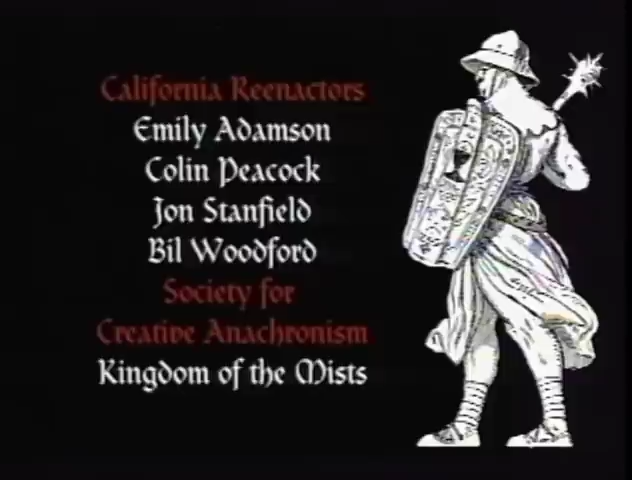 California Reenactors
Emily Adamson
Colin Peacock
Jon Stanfield
Bil Woodford
Society for
Creative Anachronism
Kingdom of the Mists